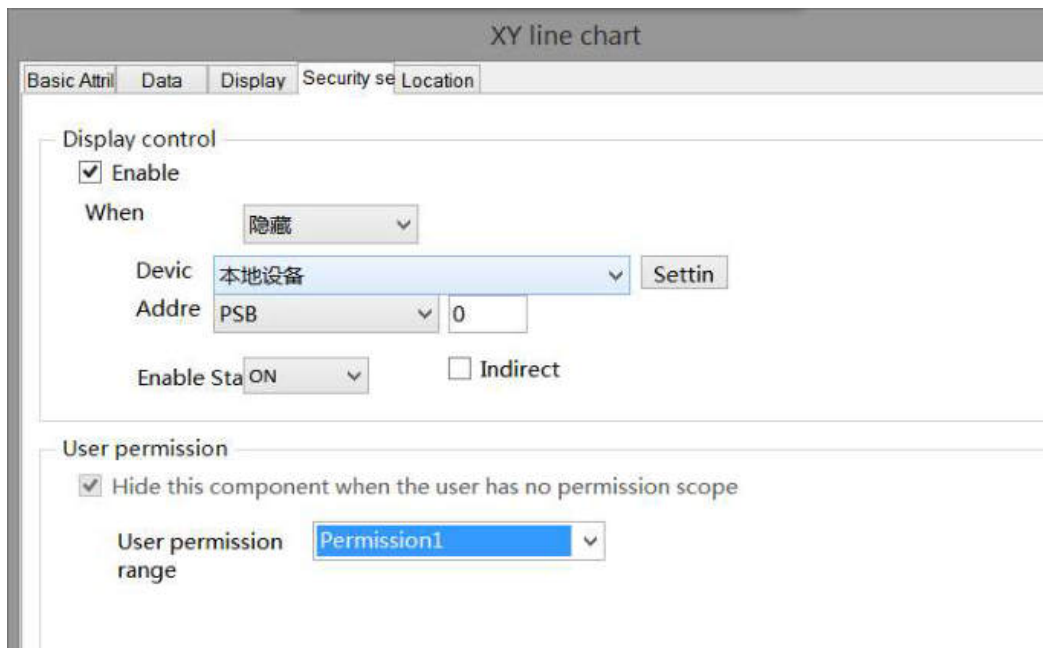 XY line chart
Basic Attril Data Display Security se Location
Display control
Enable
When 隐藏
Devic 本地设备 Settin
Addre PSB 0
Enable Sta ON Indirect
User permission
Hide this component when the user has no permission scope
User permission Permission1
range